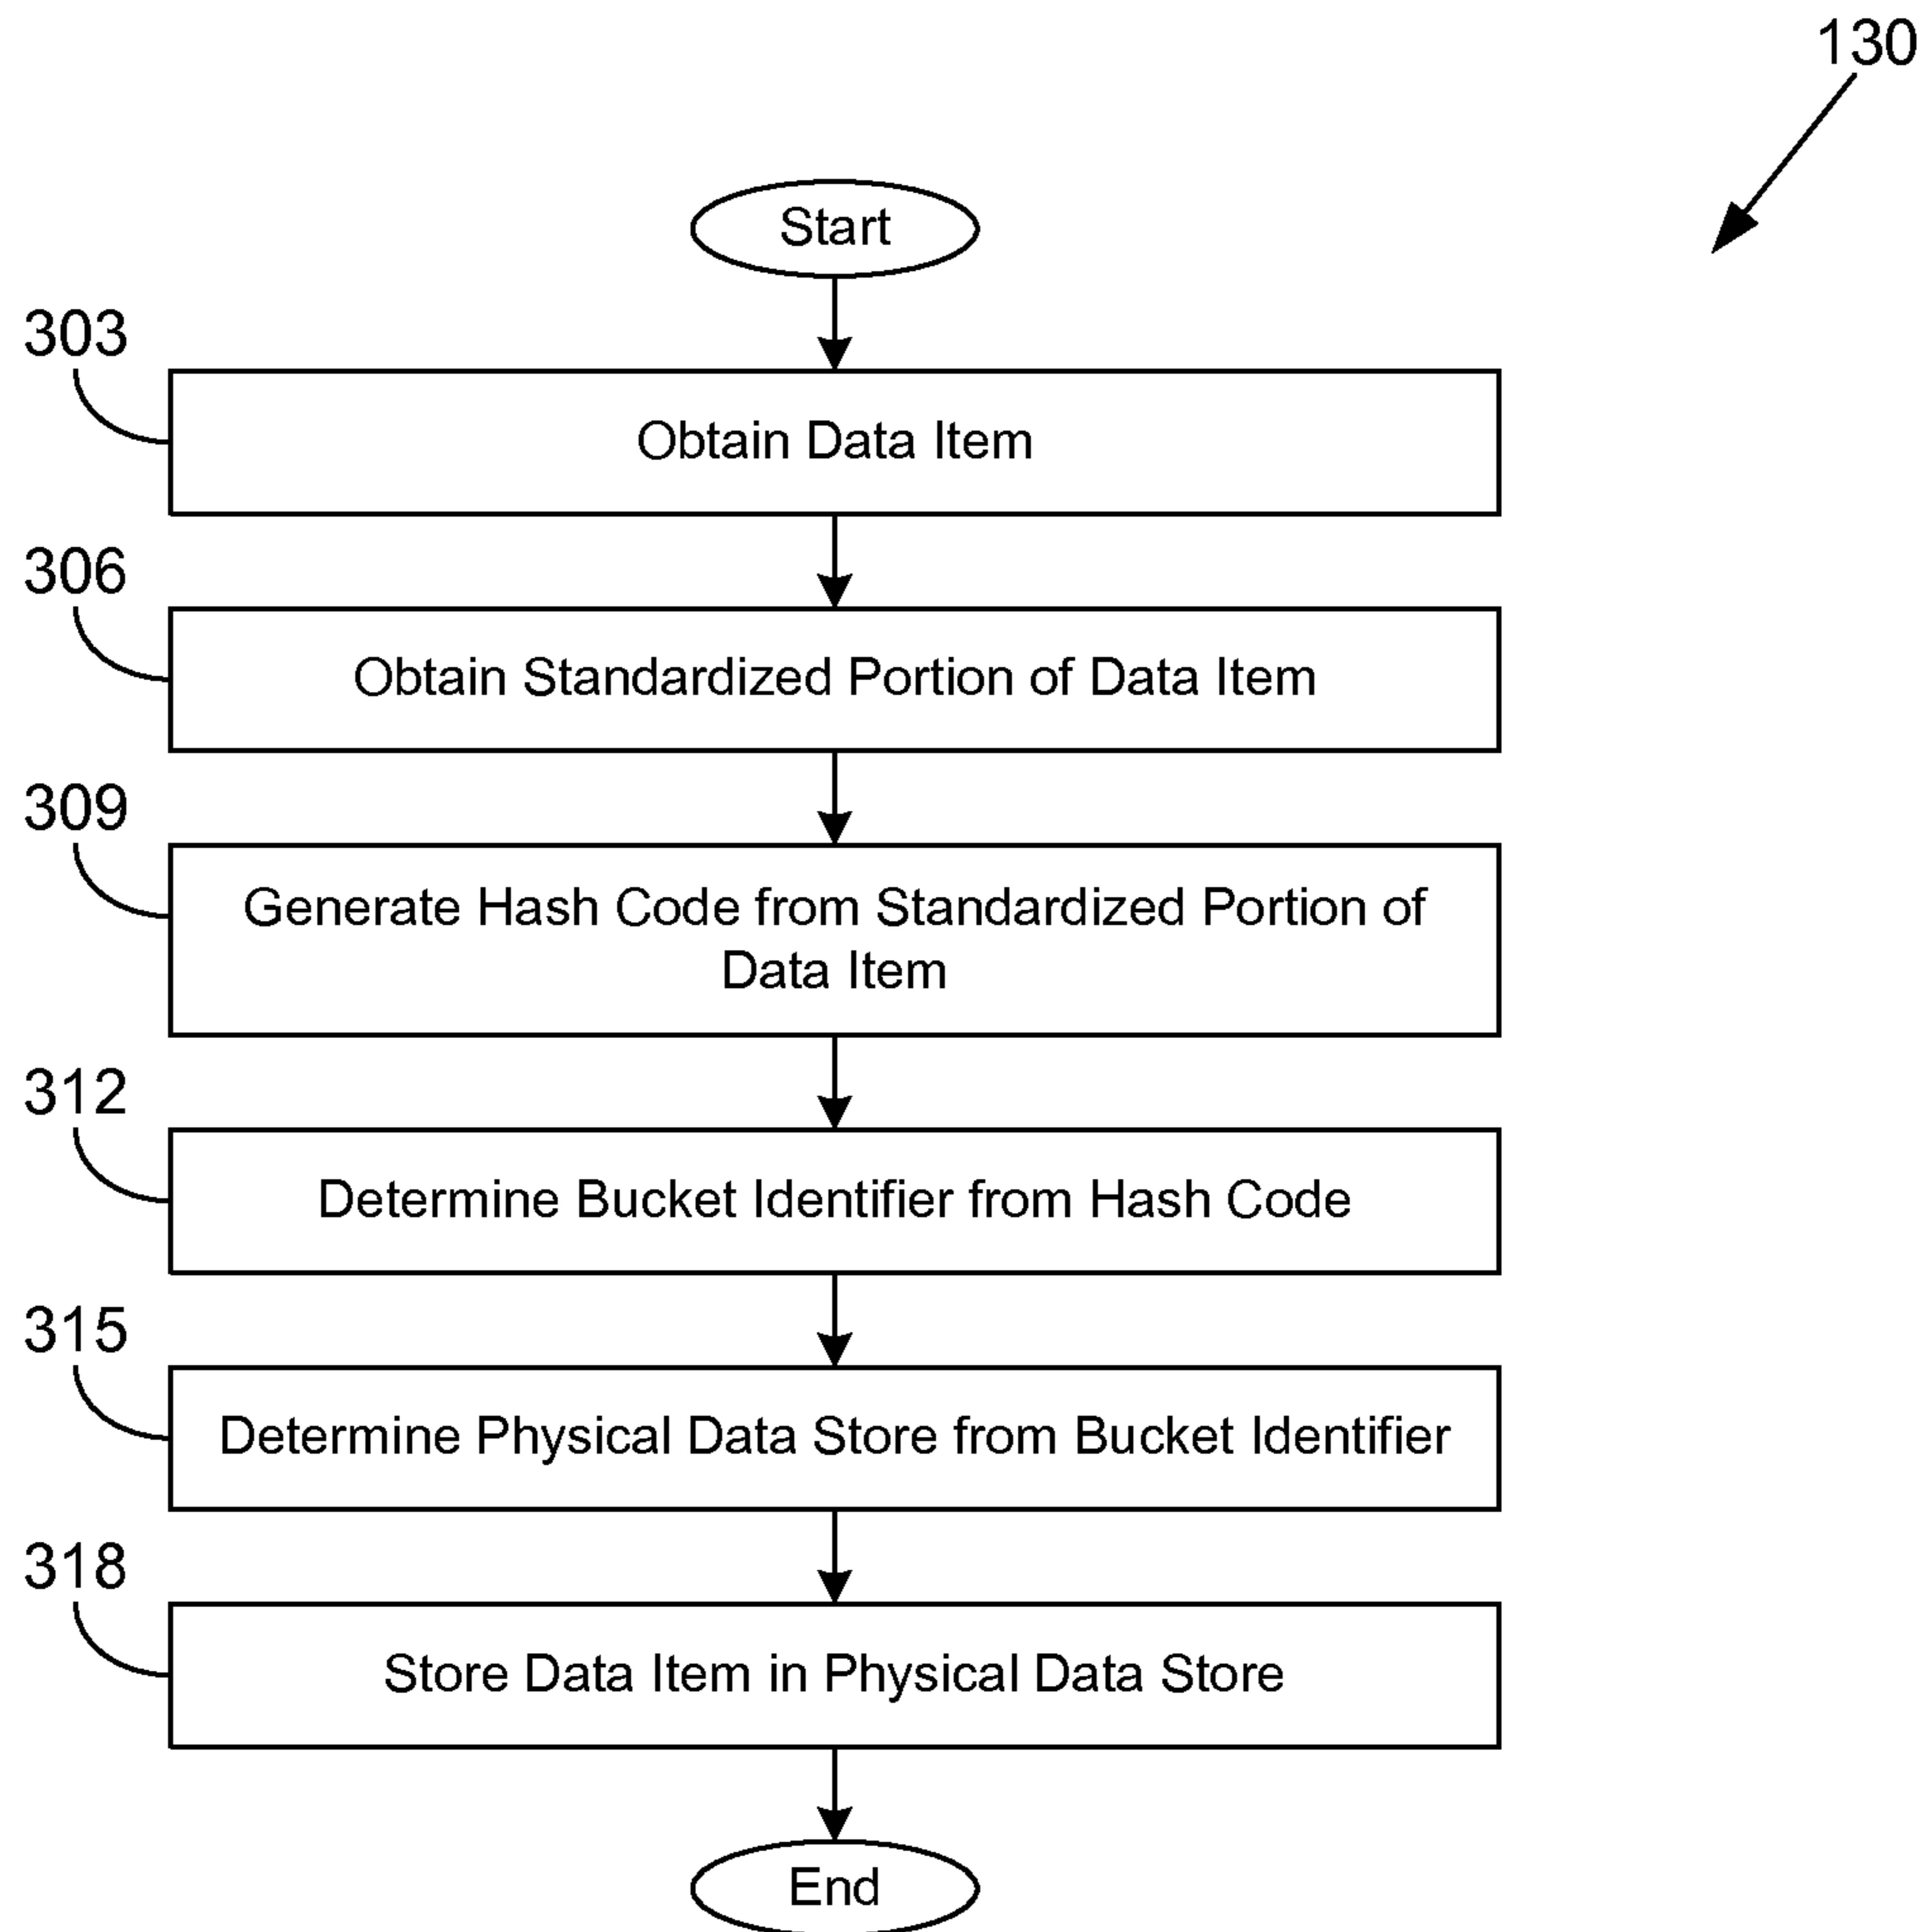 130
Start
303
Obtain Data Item
306
Obtain Standardized Portion of Data Item
309
Generate Hash Code from Standardized Portion of
Data Item
312
Determine Bucket Identifier from Hash Code
315
Determine Physical Data Store from Bucket Identifier
318
Store Data Item in Physical Data Store
End